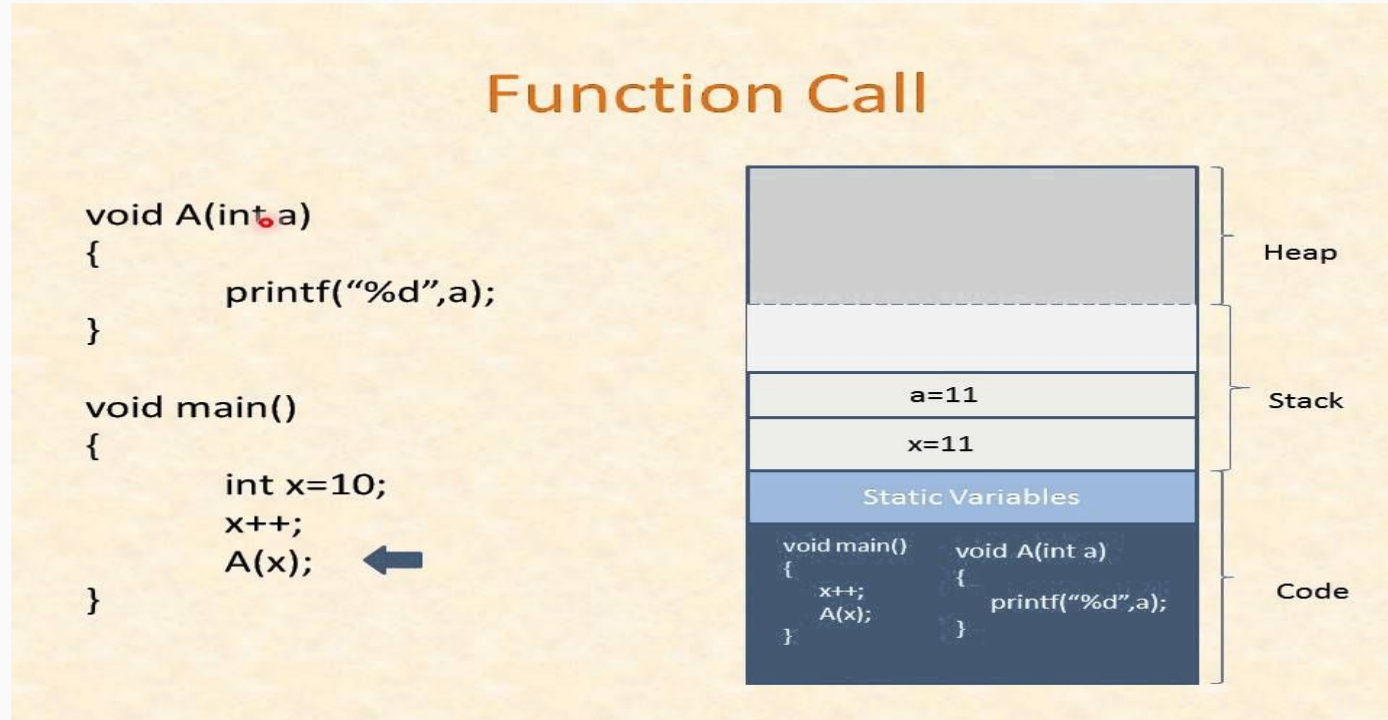 Function Call
void A(int a)
{
printf(“%d”,a);
}
void main()
{
int x=10;
x++;
A(x);
}
Heap
a=11
x=11
Stack
Static Variables
void main()
{
x++;
A(x);
}
void A(int a)
{
printf(“%d”,a);
}
Code